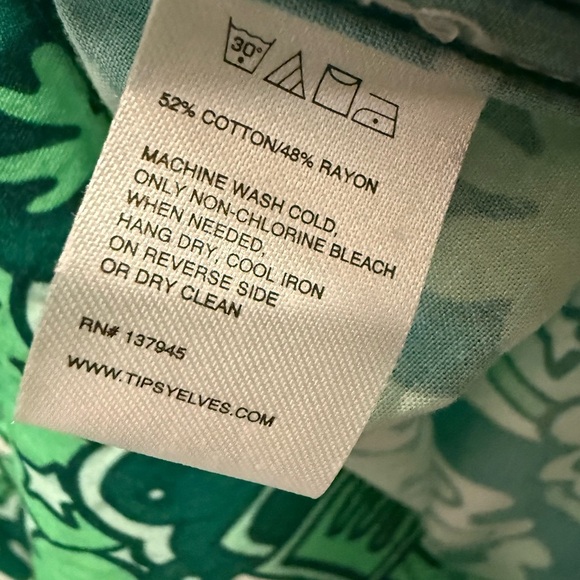 30°
52% COTTON/48% RAYON
MACHINE WASH COLD,
ONLY NON-CHLORINE BLEACH
WHEN NEEDED,
HANG DRY, COOL IRON
ON REVERSE SIDE
OR DRY CLEAN
RN# 137945
WWW.TIPSYELVES.COM